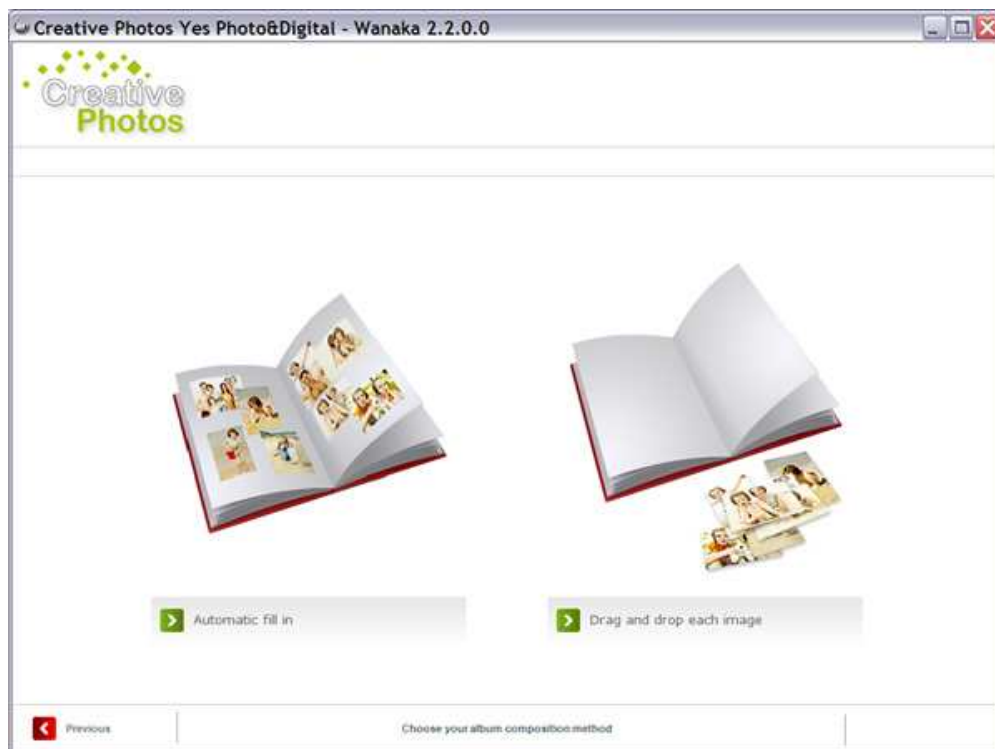 Creative Photos Yes Photo&Digital - Wanaka 2.2.0.0
Creative
Photos
Automatic fill in
Drag and drop each image
Previous
Choose your album composition method